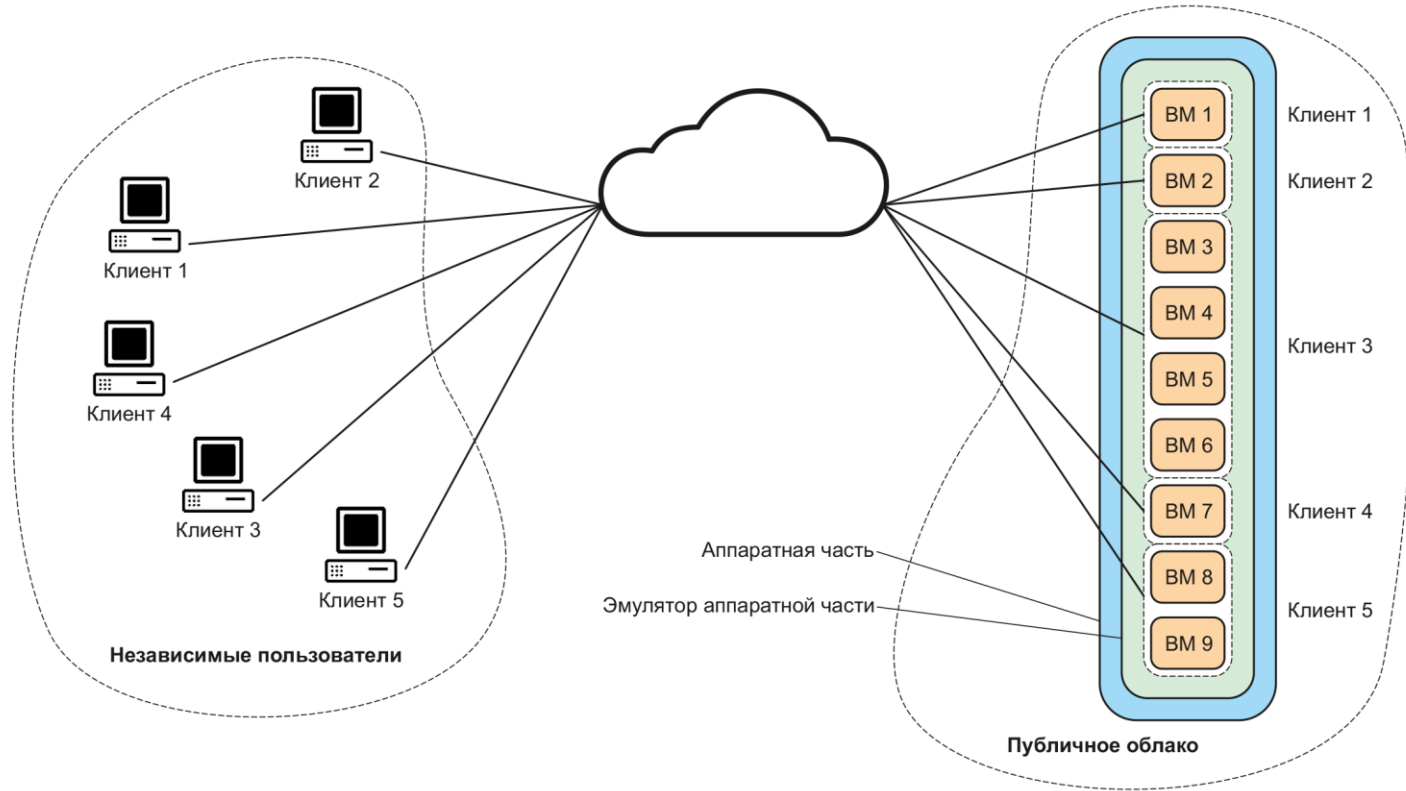 Клиент 2
Клиент 1
Клиент 4
Клиент 3
Клиент 5
Независимые пользователи
Аппаратная часть
Эмулятор аппаратной части
ВМ 1
Клиент 1
ВМ 2
Клиент 2
ВМ 3
ВМ 4
Клиент 3
ВМ 5
ВМ 6
ВМ 7
Клиент 4
ВМ 8
Клиент 5
ВМ 9
Публичное облако